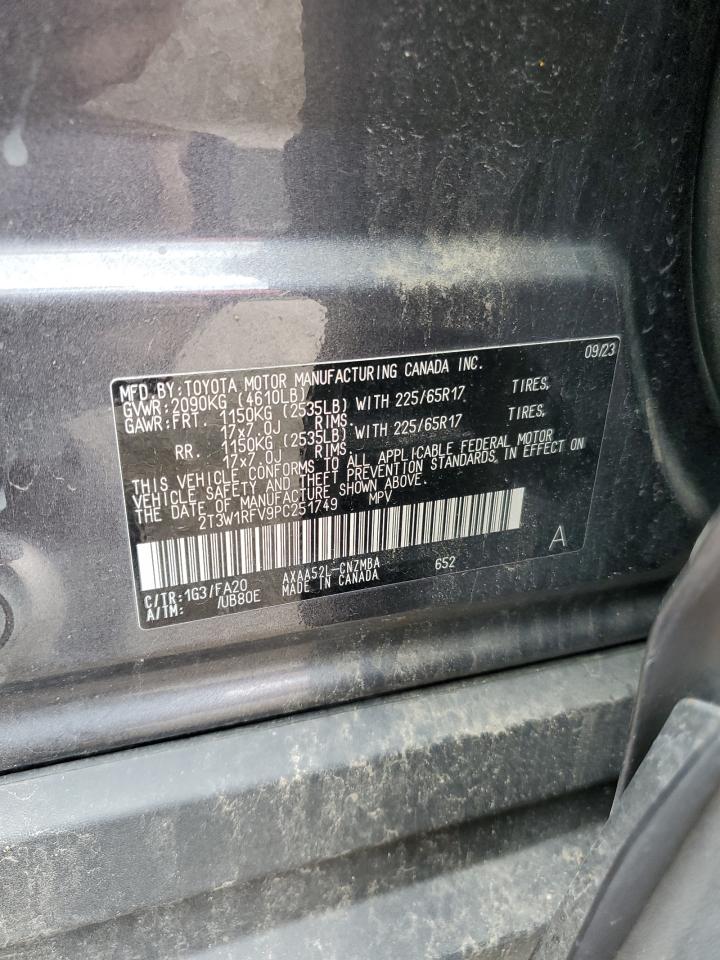 MFD.BY:TOYOTA MOTOR MANUFACTURING CANADA INC. 09/23
GVWR:2090KG (4610LB)
GAWR:FRT. 1150KG (2535LB) WITH 225/65R17 TIRES,
17x7.0J RIMS.
RR. 1150KG (2535LB) WITH 225/65R17 TIRES,
17x7.0J RIMS.
THIS VEHICLE CONFORMS TO ALL APPLICABLE FEDERAL MOTOR
VEHICLE SAFETY AND THEFT PREVENTION STANDARDS IN EFFECT ON
THE DATE OF MANUFACTURE SHOWN ABOVE.
2T3W1RFV9PC251749 MPV
A
C/TR:1G3/FA20 AXAA52L-CNZMBA 652
A/TM: /UB80E MADE IN CANADA